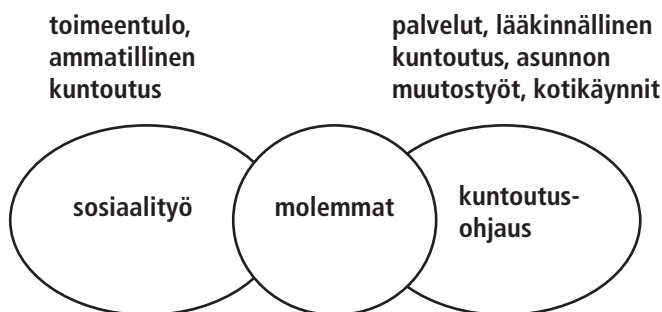 toimeentulo,
ammatillinen
kuntoutus
palvelut, lääkinnällinen
kuntoutus, asunnon
muutostyöt, kotikäynnit
sosiaalityö
molemmat
kuntoutus-
ohjaus